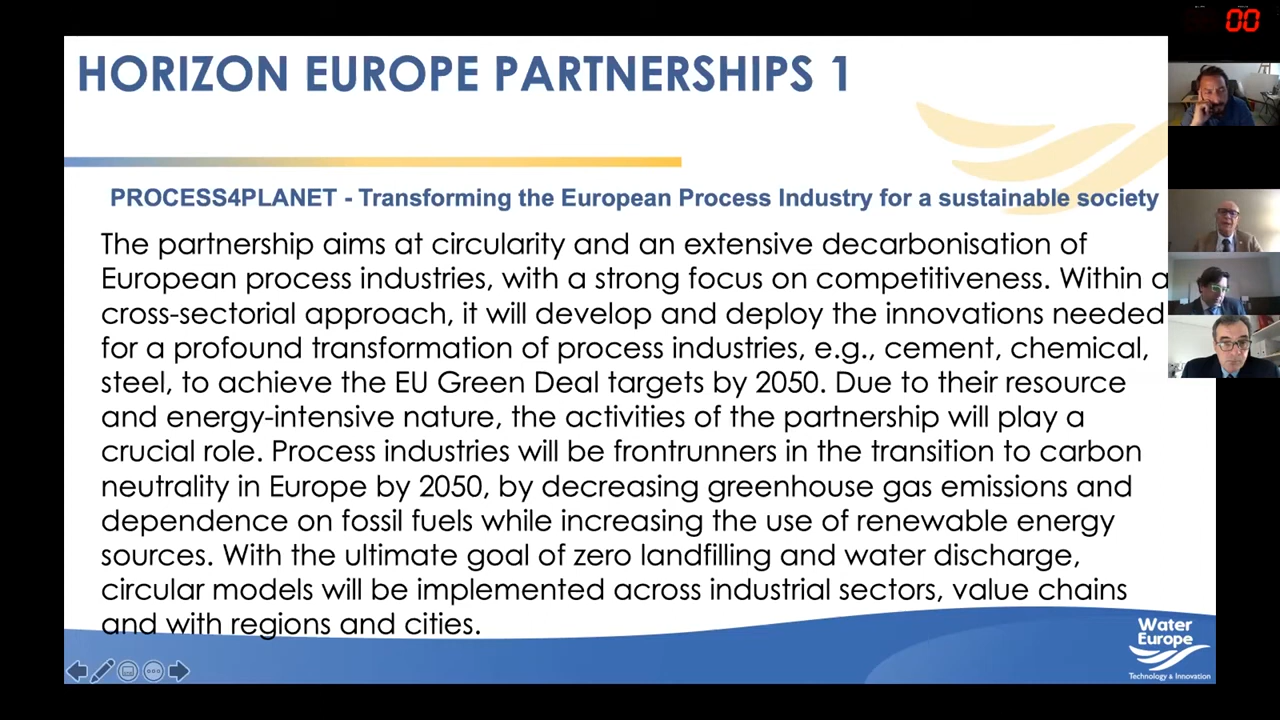 00
HORIZON EUROPE PARTNERSHIPS 1
PROCESS4PLANET - Transforming the European Process Industry for a sustainable society
The partnership aims at circularity and an extensive decarbonisation of
European process industries, with a strong focus on competitiveness. Within a
cross-sectorial approach, it will develop and deploy the innovations needed
for a profound transformation of process industries, e.g., cement, chemical,
steel, to achieve the EU Green Deal targets by 2050. Due to their resource
and energy-intensive nature, the activities of the partnership will play a
crucial role. Process industries will be frontrunners in the transition to carbon
neutrality in Europe by 2050, by decreasing greenhouse gas emissions and
dependence on fossil fuels while increasing the use of renewable energy
sources. With the ultimate goal of zero landfilling and water discharge,
circular models will be implemented across industrial sectors, value chains
and with regions and cities.
Water
Europe
Technology & Innovation